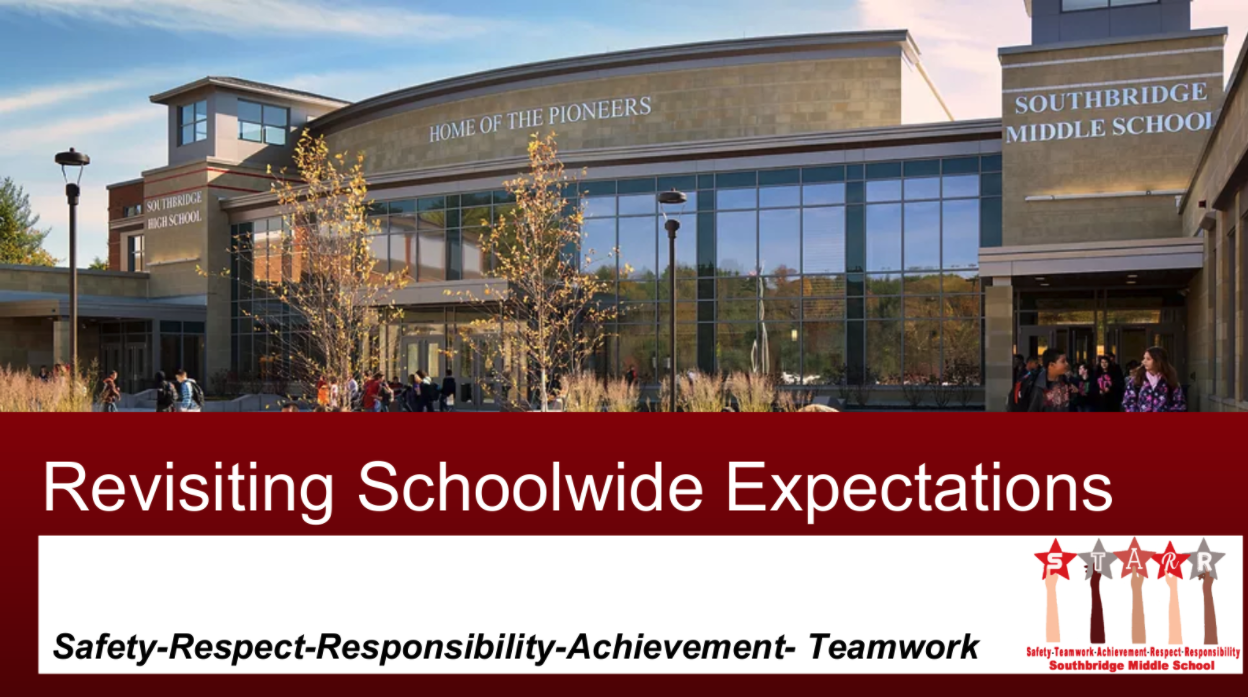 HOME OF THE PIONEERS
SOUTHBRIDGE
MIDDLE SCHOOL
SOUTHBRIDGE
HIGH SCHOOL
Revisiting Schoolwide Expectations
S T A R R
Safety-Respect-Responsibility-Achievement- Teamwork
Safety-Teamwork-Achievement-Respect-Responsibility
Southbridge Middle School